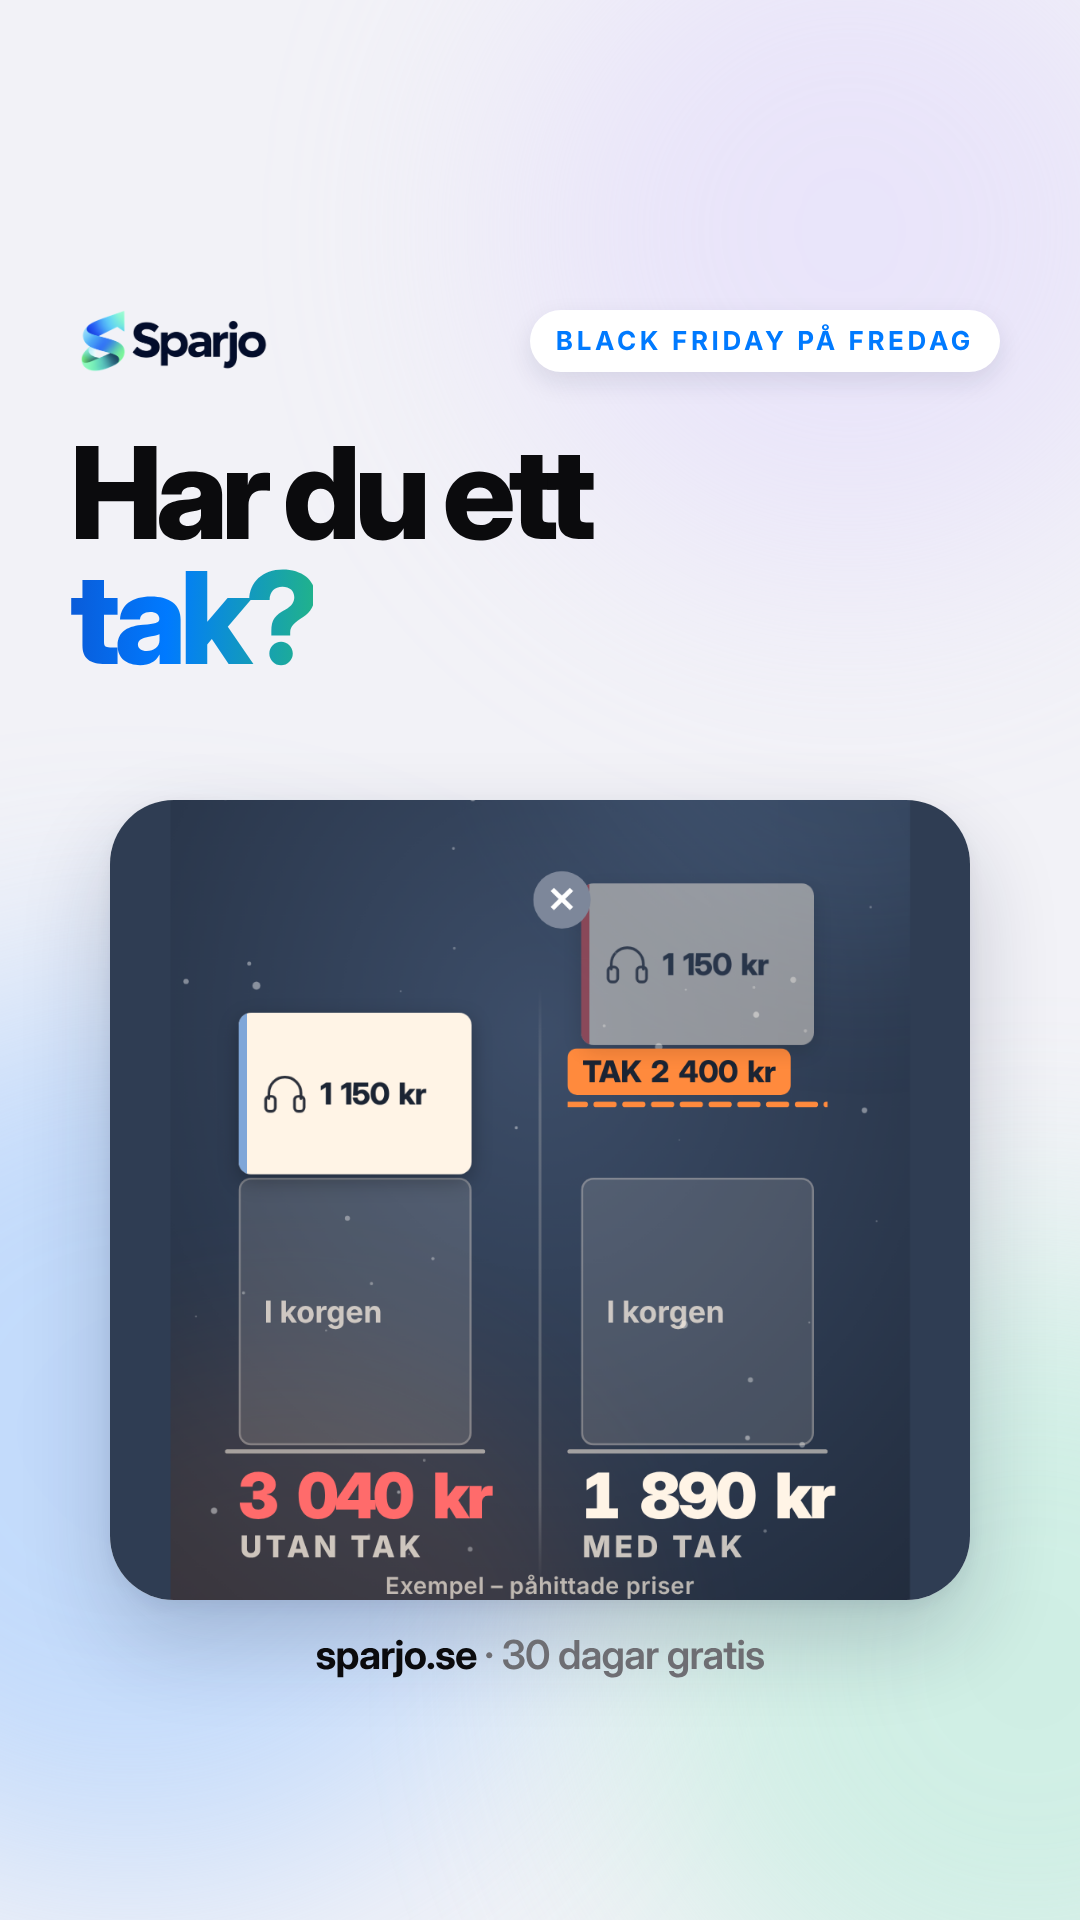 Sparjo
BLACK FRIDAY PÅ FREDAG
Har du ett
tak?
1 150 kr
TAK 2 400 kr
1 150 kr
I korgen
I korgen
3 040 kr
UTAN TAK
1 890 kr
MED TAK
Exempel – påhittade priser
sparjo.se · 30 dagar gratis